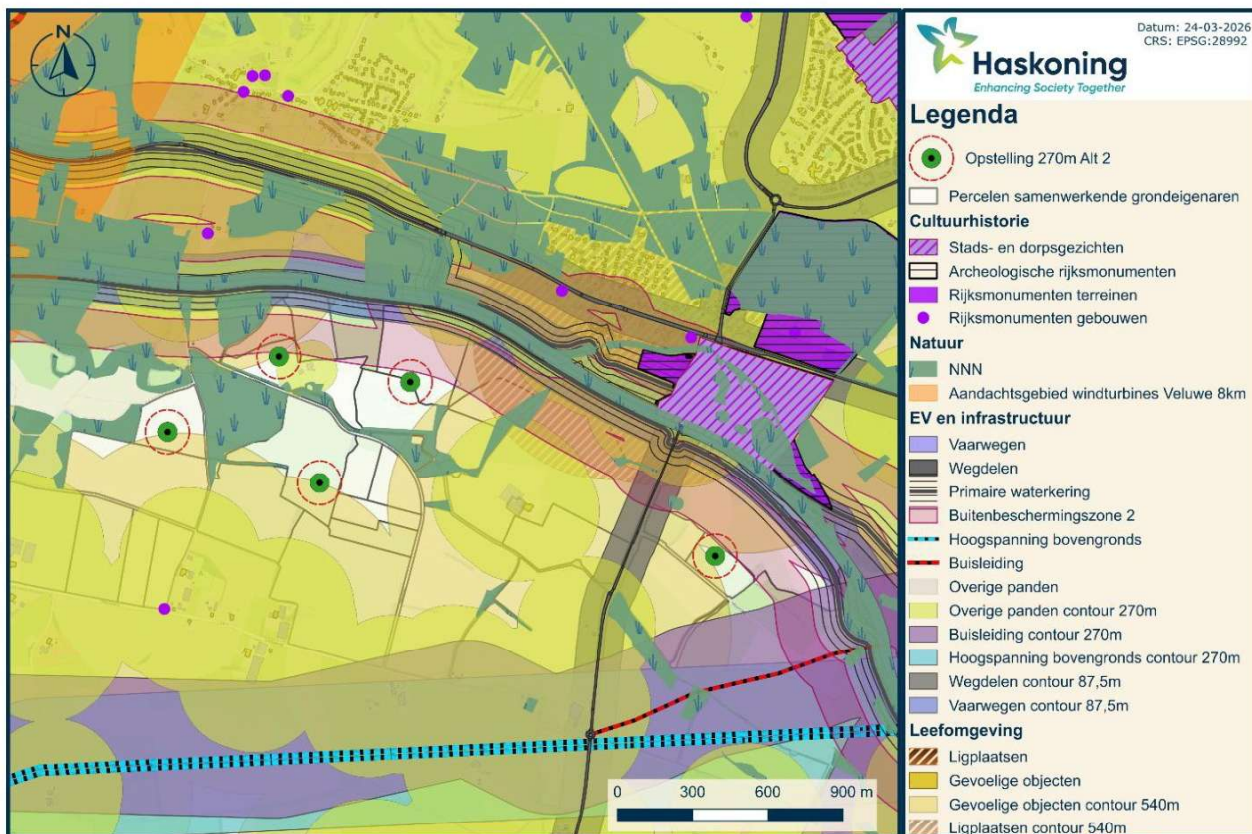 N
0 300 600 900 m
Datum: 24-03-2026
CRS: EPSG:28992
Haskoning
Enhancing Society Together
Legenda
Opstelling 270m Alt 2
Percelen samenwerkende grondeigenaren
Cultuurhistorie
Stads- en dorpsgezichten
Archeologische rijksmonumenten
Rijksmonumenten terreinen
Rijksmonumenten gebouwen
Natuur
NNN
Aandachtsgebied windturbines Veluwe 8km
EV en infrastructuur
Vaarwegen
Wegdelen
Primaire waterkering
Buitenbeschermingszone 2
Hoogspanning bovengronds
Buisleiding
Overige panden
Overige panden contour 270m
Buisleiding contour 270m
Hoogspanning bovengronds contour 270m
Wegdelen contour 87,5m
Vaarwegen contour 87,5m
Leefomgeving
Ligplaatsen
Gevoelige objecten
Gevoelige objecten contour 540m
Ligplaatsen contour 540m